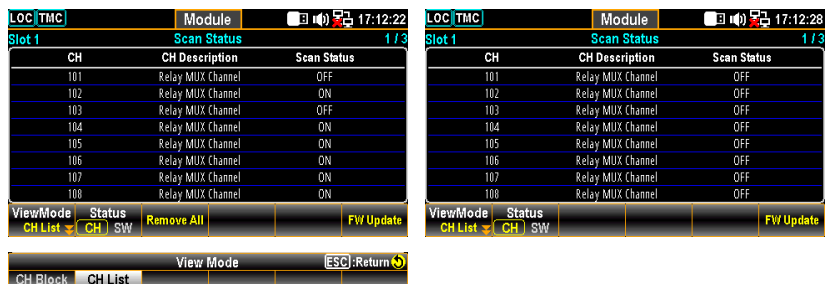 LOC TMC Module 17:12:22
Slot 1 Scan Status 1 / 3
CH CH Description Scan Status
101 Relay MUX Channel OFF
102 Relay MUX Channel ON
103 Relay MUX Channel OFF
104 Relay MUX Channel ON
105 Relay MUX Channel ON
106 Relay MUX Channel ON
107 Relay MUX Channel ON
108 Relay MUX Channel ON
ViewMode Status Remove All FW Update
CH List CH SW
LOC TMC Module 17:12:28
Slot 1 Scan Status 1 / 3
CH CH Description Scan Status
101 Relay MUX Channel OFF
102 Relay MUX Channel OFF
103 Relay MUX Channel OFF
104 Relay MUX Channel OFF
105 Relay MUX Channel OFF
106 Relay MUX Channel OFF
107 Relay MUX Channel OFF
108 Relay MUX Channel OFF
ViewMode Status FW Update
CH List CH SW
View Mode ESC :Return
CH Block CH List